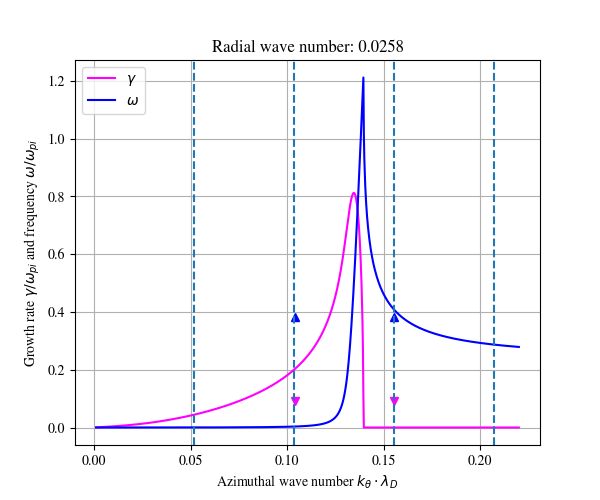 Radial wave number: 0.0258
γ
ω
1.2
1.0
0.8
0.6
0.4
0.2
0.0
Growth rate γ/ω_pi and frequency ω/ω_pi
0.00 0.05 0.10 0.15 0.20
Azimuthal wave number k_θ · λ_D